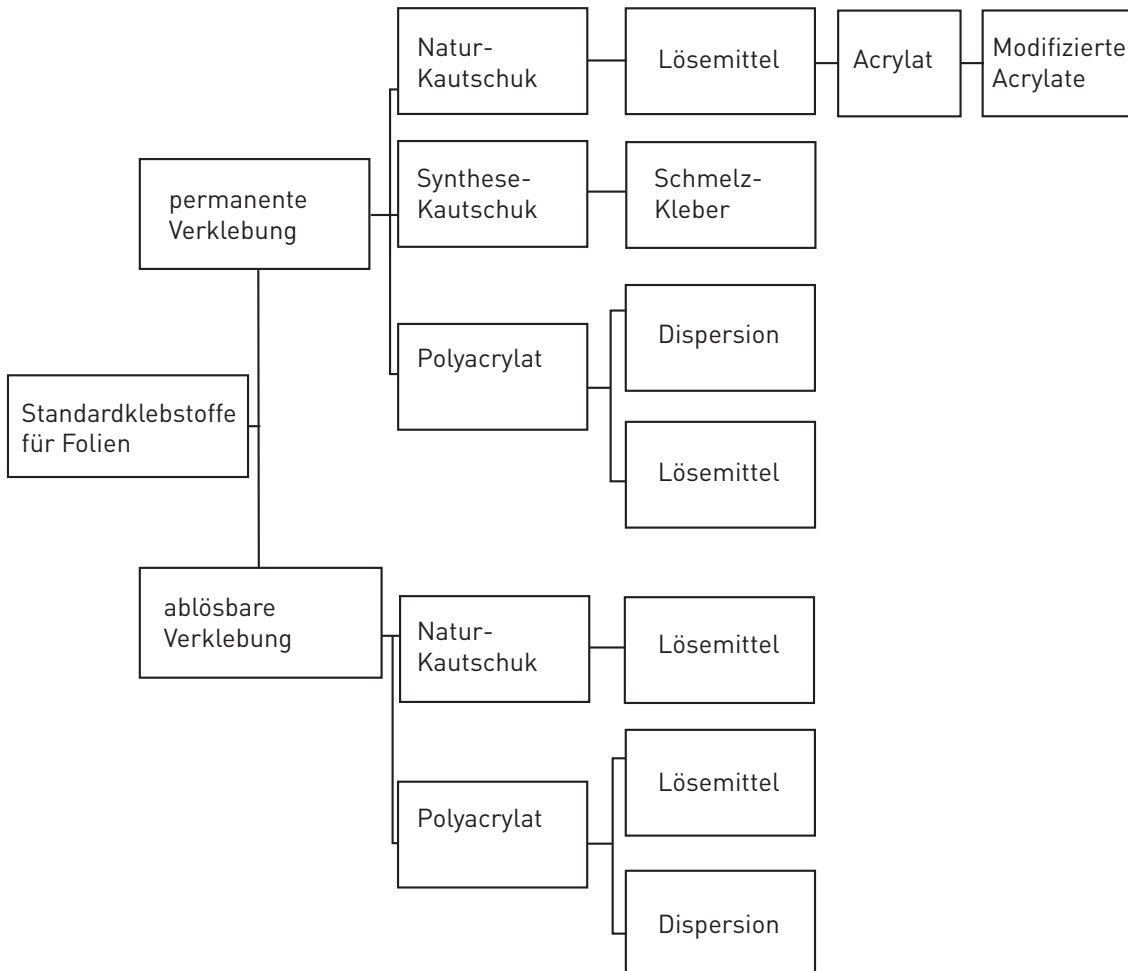 Natur-
Kautschuk
Lösemittel
Acrylat
Modifizierte
Acrylate
permanente
Verklebung
Synthese-
Kautschuk
Schmelz-
Kleber
Polyacrylat
Dispersion
Lösemittel
Standardklebstoffe
für Folien
ablösbare
Verklebung
Natur-
Kautschuk
Lösemittel
Polyacrylat
Lösemittel
Dispersion